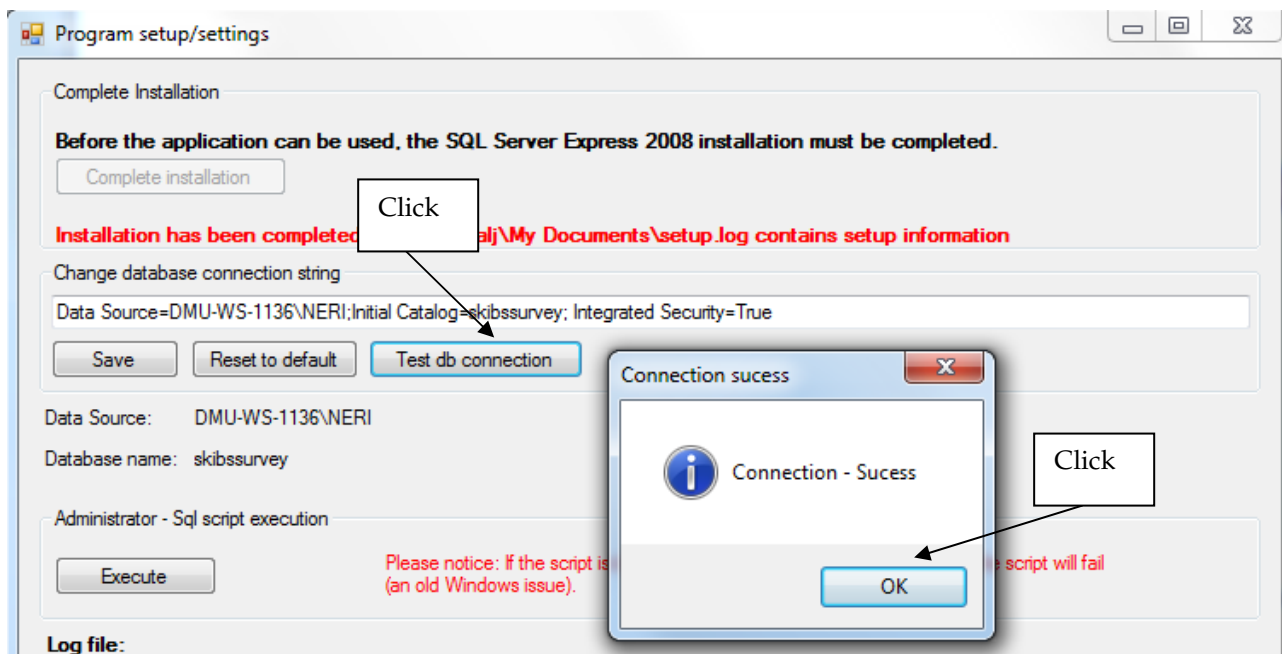 Program setup/settings
Complete Installation
Before the application can be used, the SQL Server Express 2008 installation must be completed.
Complete installation
Click
Installation has been completed alj\My Documents\setup.log contains setup information
Change database connection string
Data Source=DMU-WS-1136\NERI;Initial Catalog=skibssurvey; Integrated Security=True
Save
Reset to default
Test db connection
Connection sucess
Data Source: DMU-WS-1136\NERI
Database name: skibssurvey
Connection - Sucess
Click
OK
Administrator - Sql script execution
Execute
Please notice: If the script is script will fail
(an old Windows issue).
Log file: